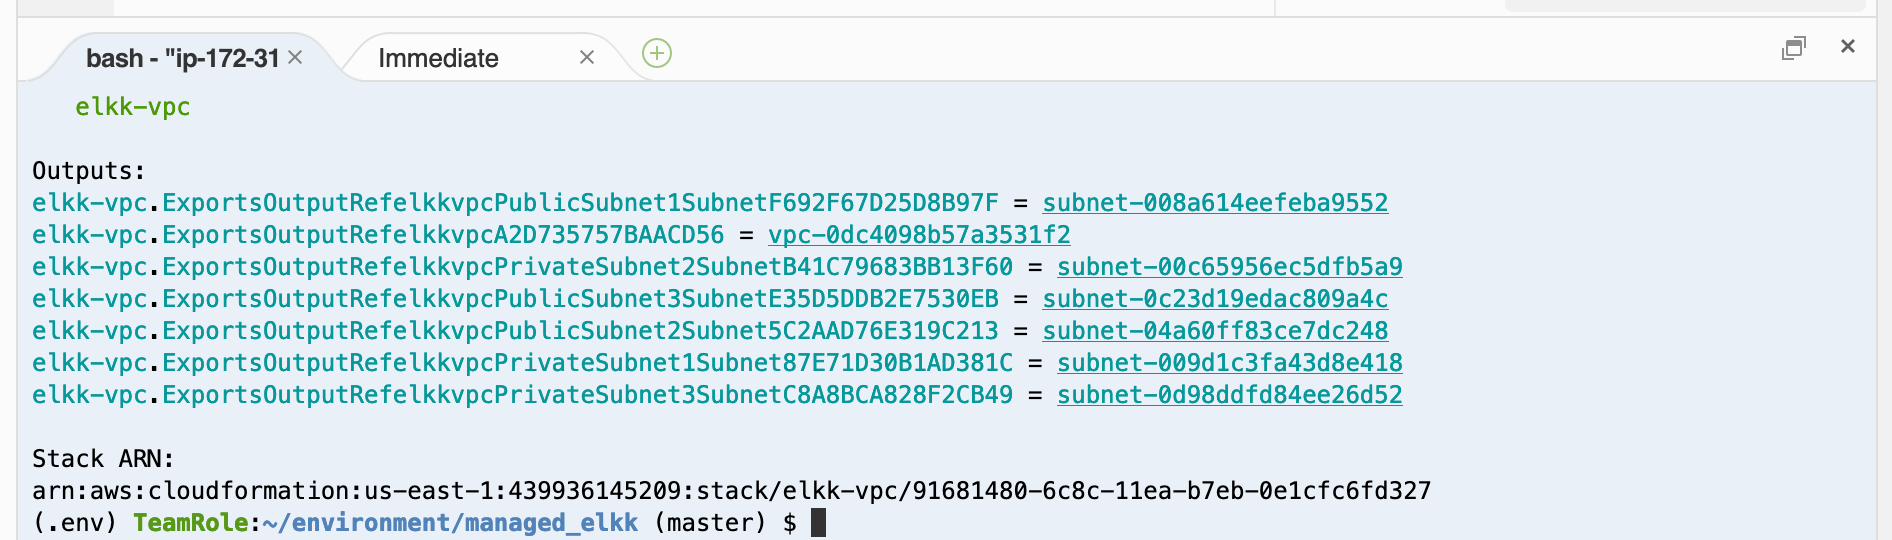 bash - "ip-172-31 × Immediate ×
elkk-vpc
Outputs:
elkk-vpc.ExportsOutputRefelkkvpcPublicSubnet1SubnetF692F67D25D8B97F = subnet-008a614eefeba9552
elkk-vpc.ExportsOutputRefelkkvpcA2D735757BAACD56 = vpc-0dc4098b57a3531f2
elkk-vpc.ExportsOutputRefelkkvpcPrivateSubnet2SubnetB41C79683BB13F60 = subnet-00c65956ec5dfb5a9
elkk-vpc.ExportsOutputRefelkkvpcPublicSubnet3SubnetE35D5DDB2E7530EB = subnet-0c23d19edac809a4c
elkk-vpc.ExportsOutputRefelkkvpcPublicSubnet2Subnet5C2AAD76E319C213 = subnet-04a60ff83ce7dc248
elkk-vpc.ExportsOutputRefelkkvpcPrivateSubnet1Subnet87E71D30B1AD381C = subnet-009d1c3fa43d8e418
elkk-vpc.ExportsOutputRefelkkvpcPrivateSubnet3SubnetC8A8BCA828F2CB49 = subnet-0d98ddfd84ee26d52
Stack ARN:
arn:aws:cloudformation:us-east-1:439936145209:stack/elkk-vpc/91681480-6c8c-11ea-b7eb-0e1cfc6fd327
(.env) TeamRole:~/environment/managed_elkk (master) $